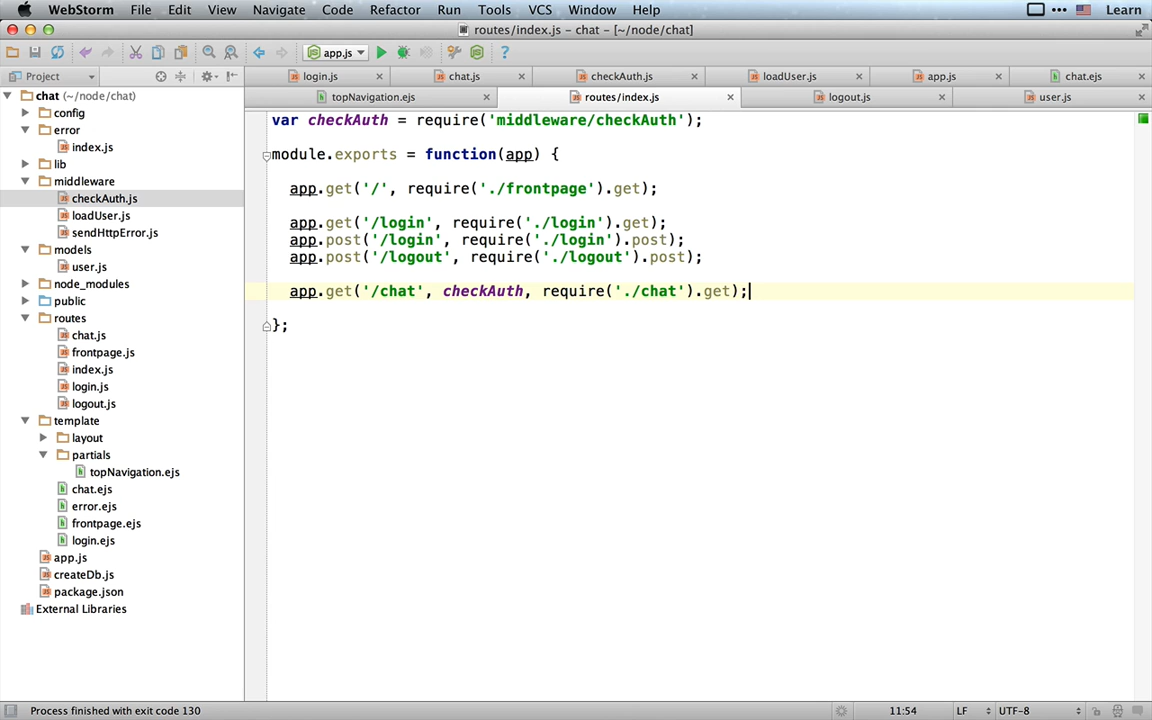 WebStorm File Edit View Navigate Code Refactor Run Tools VCS Window Help Learn
routes/index.js - chat - [~/node/chat]
app.js
Project login.js chat.js checkAuth.js loadUser.js app.js chat.ejs
topNavigation.ejs routes/index.js logout.js user.js
chat (~/node/chat)
config
error
index.js
lib
middleware
checkAuth.js
loadUser.js
sendHttpError.js
models
user.js
node_modules
public
routes
chat.js
frontpage.js
index.js
login.js
logout.js
template
layout
partials
topNavigation.ejs
chat.ejs
error.ejs
frontpage.ejs
login.ejs
app.js
createDb.js
package.json
External Libraries
var checkAuth = require('middleware/checkAuth');
module.exports = function(app) {
app.get('/', require('./frontpage').get);
app.get('/login', require('./login').get);
app.post('/login', require('./login').post);
app.post('/logout', require('./logout').post);
app.get('/chat', checkAuth, require('./chat').get);
};
Process finished with exit code 130 11:54 LF UTF-8